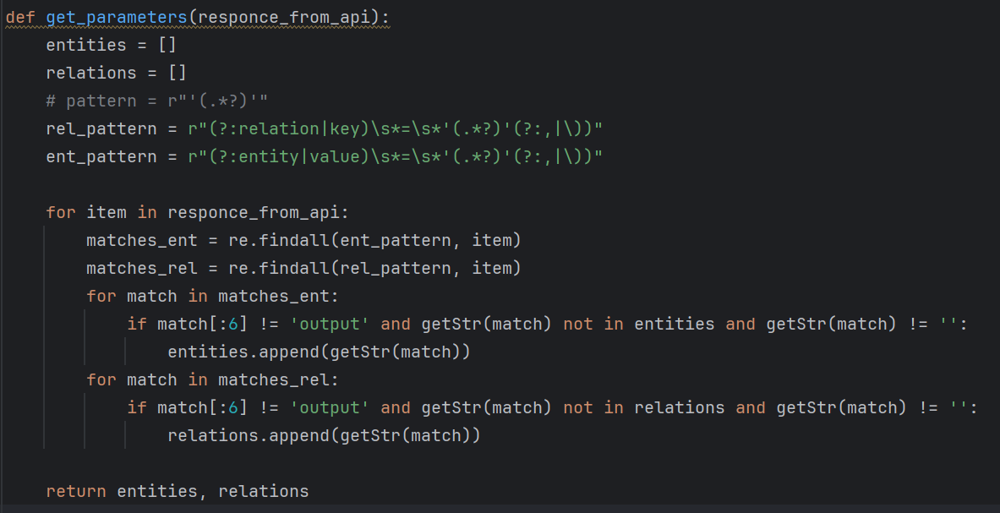 def get_parameters(responce_from_api):
    entities = []
    relations = []
    # pattern = r"'(.*?)'"
    rel_pattern = r"(?:relation|key)\s*=\s*'(.*?)'(?:,|\))"
    ent_pattern = r"(?:entity|value)\s*=\s*'(.*?)'(?:,|\))"
    for item in responce_from_api:
        matches_ent = re.findall(ent_pattern, item)
        matches_rel = re.findall(rel_pattern, item)
        for match in matches_ent:
            if match[:6] != 'output' and getStr(match) not in entities and getStr(match) != '':
                entities.append(getStr(match))
        for match in matches_rel:
            if match[:6] != 'output' and getStr(match) not in relations and getStr(match) != '':
                relations.append(getStr(match))
    return entities, relations